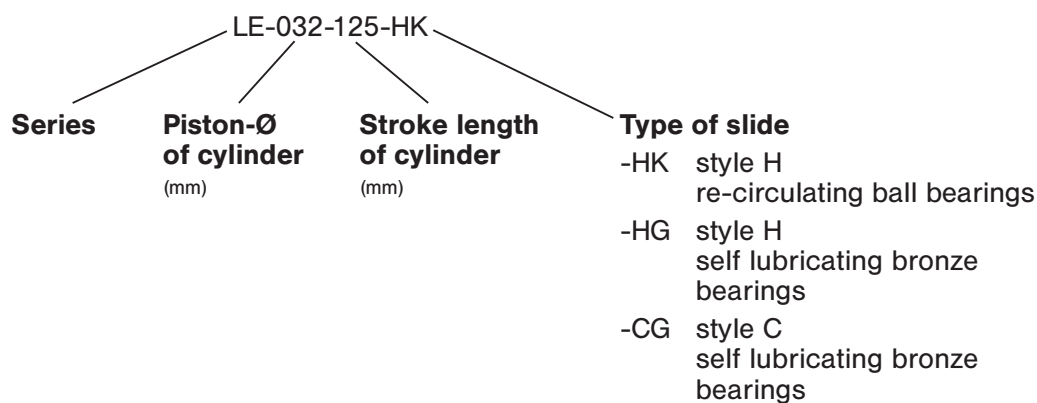 LE-032-125-HK
Series
Piston-Ø
of cylinder
(mm)
Stroke length
of cylinder
(mm)
Type of slide
-HK style H
re-circulating ball bearings
-HG style H
self lubricating bronze
bearings
-CG style C
self lubricating bronze
bearings